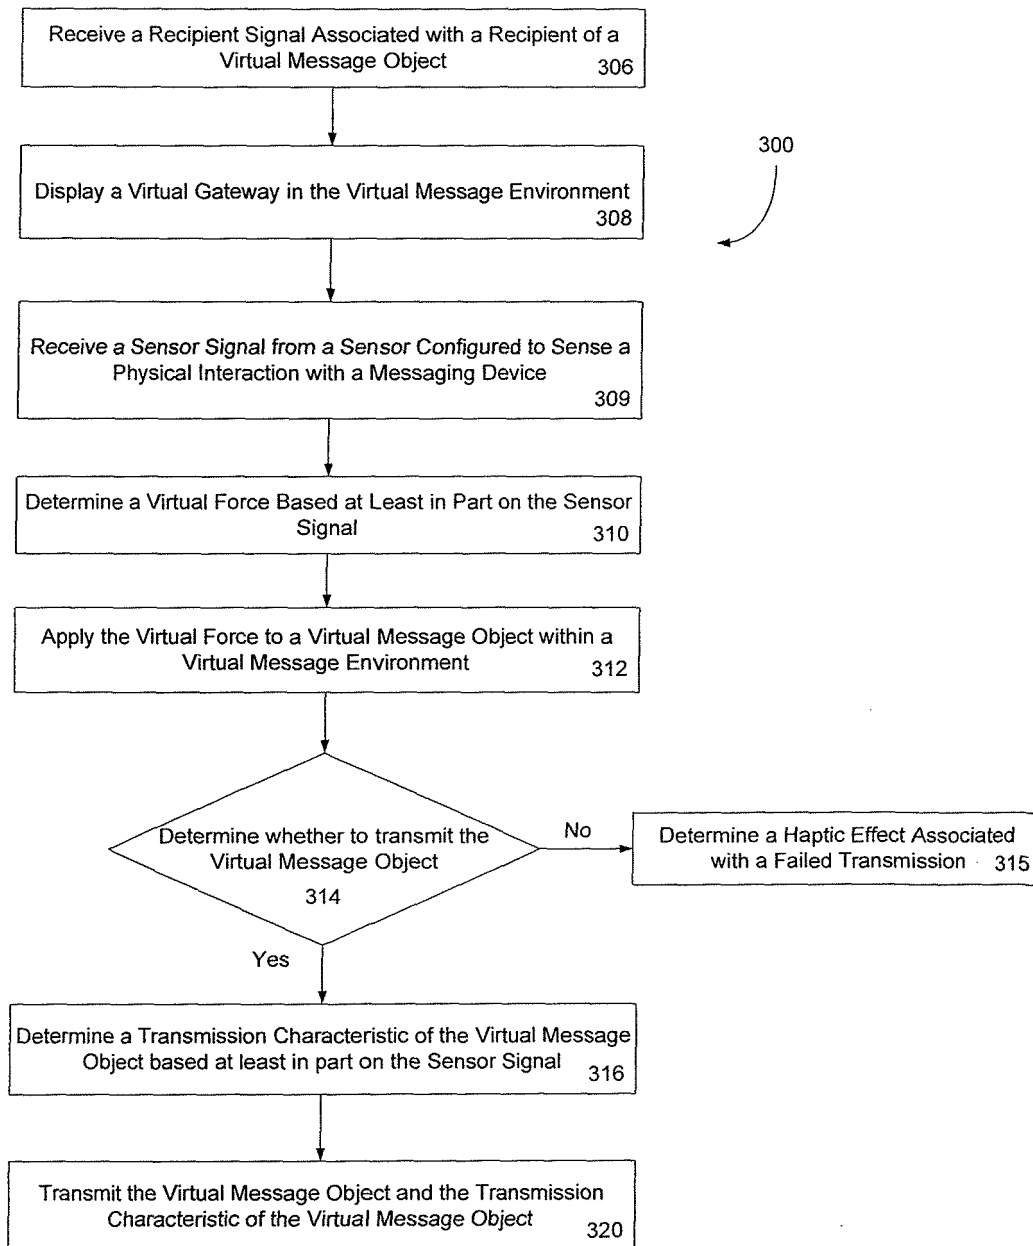 Receive a Recipient Signal Associated with a Recipient of a
Virtual Message Object
306
300
Display a Virtual Gateway in the Virtual Message Environment
308
Receive a Sensor Signal from a Sensor Configured to Sense a
Physical Interaction with a Messaging Device
309
Determine a Virtual Force Based at Least in Part on the Sensor
Signal
310
Apply the Virtual Force to a Virtual Message Object within a
Virtual Message Environment
312
Determine whether to transmit the
Virtual Message Object
314
No
Determine a Haptic Effect Associated
with a Failed Transmission
315
Yes
Determine a Transmission Characteristic of the Virtual Message
Object based at least in part on the Sensor Signal
316
Transmit the Virtual Message Object and the Transmission
Characteristic of the Virtual Message Object
320